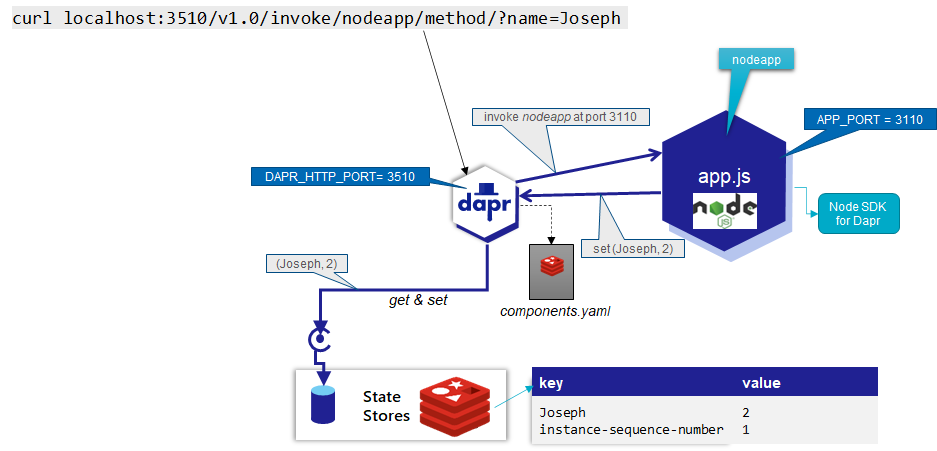 curl localhost:3510/v1.0/invoke/nodeapp/method/?name=Joseph
nodeapp
invoke nodeapp at port 3110
APP_PORT = 3110
DAPR_HTTP_PORT= 3510
app.js
node
JS
dapr
Node SDK
for Dapr
set (Joseph, 2)
(Joseph, 2)
get & set
components.yaml
State
Stores
key value
Joseph 2
instance-sequence-number 1